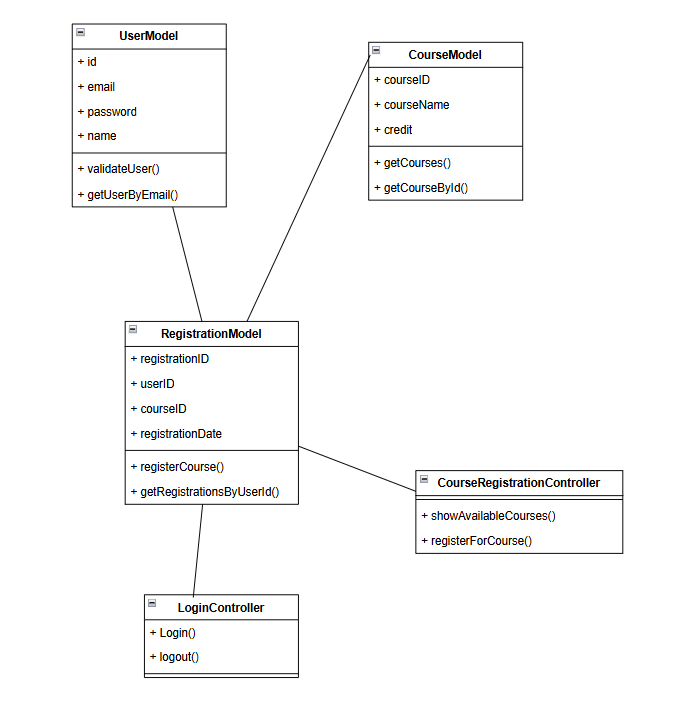 UserModel
+ id
+ email
+ password
+ name
+ validateUser()
+ getUserByEmail()
CourseModel
+ courseID
+ courseName
+ credit
+ getCourses()
+ getCourseById()
RegistrationModel
+ registrationID
+ userID
+ courseID
+ registrationDate
+ registerCourse()
+ getRegistrationsByUserId()
CourseRegistrationController
+ showAvailableCourses()
+ registerForCourse()
LoginController
+ Login()
+ logout()